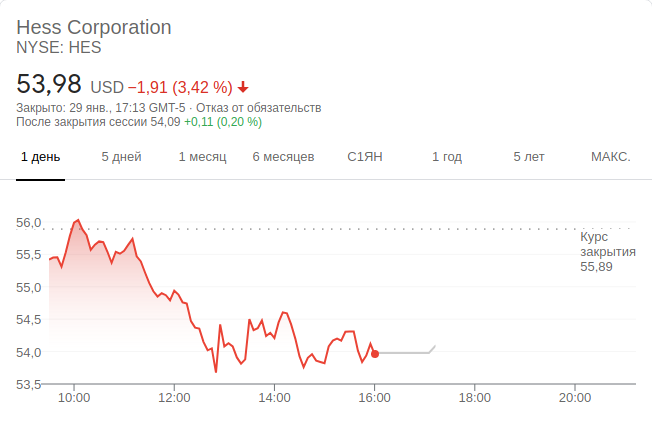 Hess Corporation
NYSE: HES
53,98 USD −1,91 (3,42 %)
Закрыто: 29 янв., 17:13 GMT-5 · Отказ от обязательств
После закрытия сессии 54,09 +0,11 (0,20 %)
1 день 5 дней 1 месяц 6 месяцев С1ЯН 1 год 5 лет МАКС.
56,0
55,5
55,0
54,5
54,0
53,5
Курс
закрытия
55,89
10:00 12:00 14:00 16:00 18:00 20:00